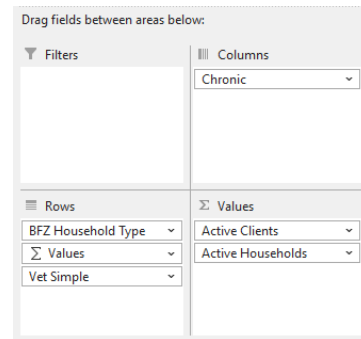 Drag fields between areas below:
Filters
Columns
Chronic
Rows
BFZ Household Type
Σ Values
Vet Simple
Σ Values
Active Clients
Active Households